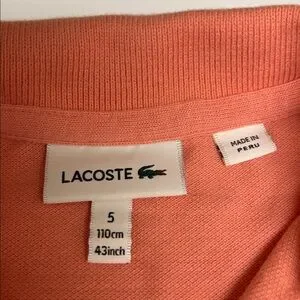 LACOSTE
5
110cm
43inch
MADE IN
PERU